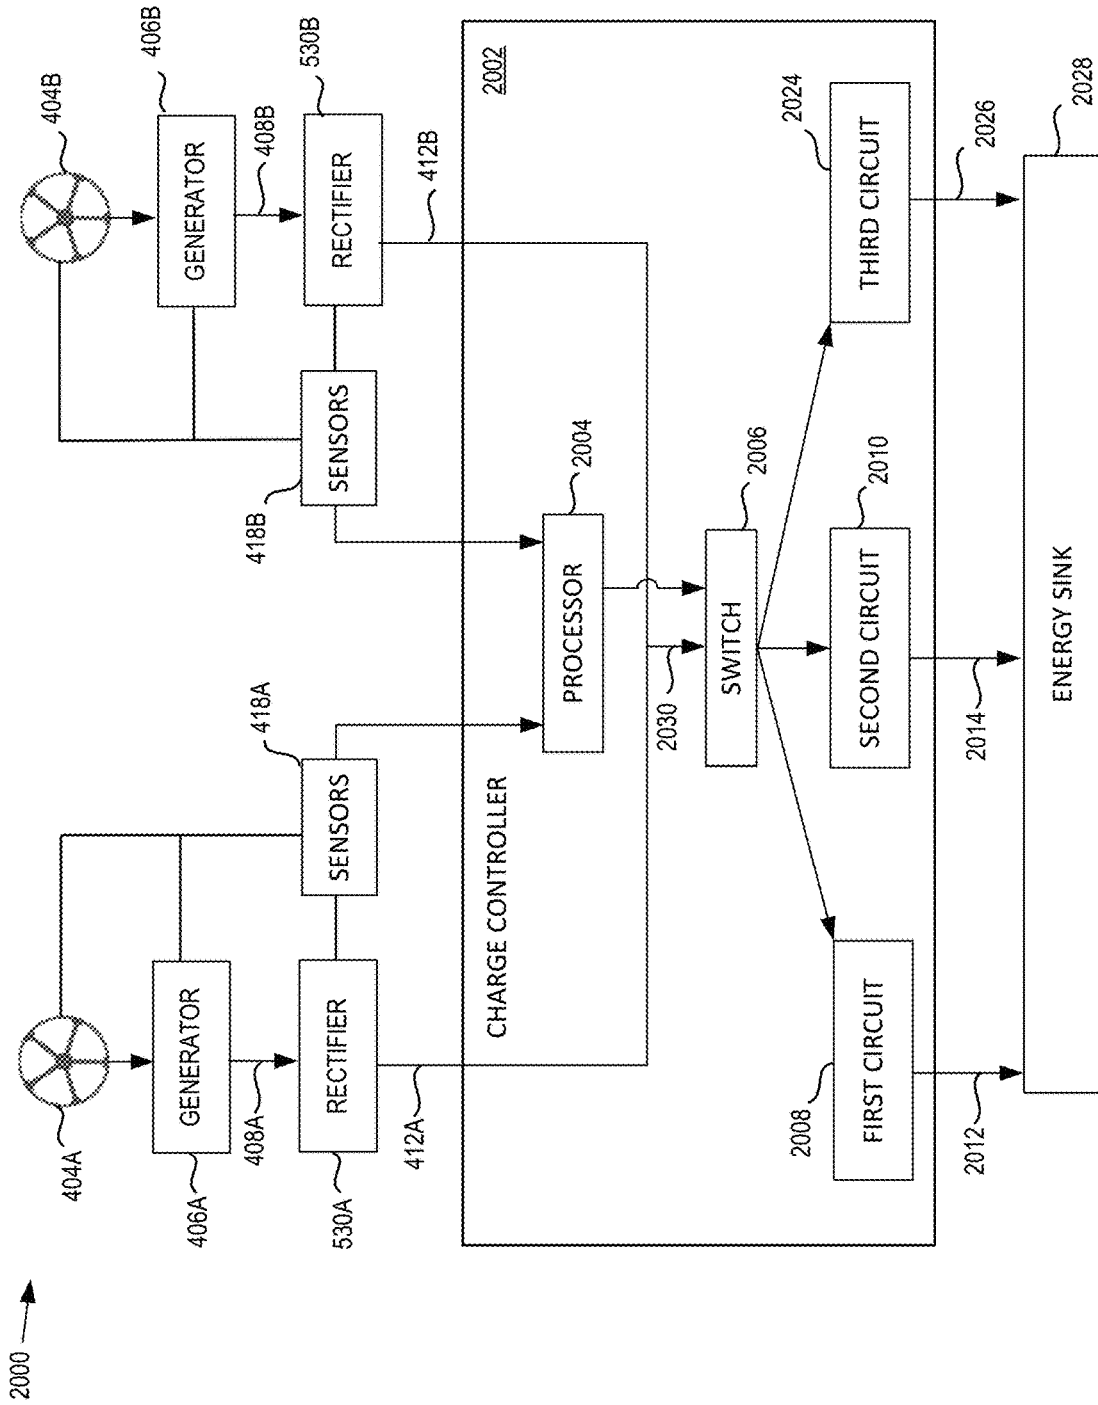 2000
404A
404B
406A
GENERATOR
406B
GENERATOR
408A
408B
530A
RECTIFIER
418A
SENSORS
418B
SENSORS
530B
RECTIFIER
412A
412B
CHARGE CONTROLLER
2002
PROCESSOR
2004
2030
SWITCH
2006
2008
FIRST CIRCUIT
SECOND CIRCUIT
2010
THIRD CIRCUIT
2024
2012
2014
2026
ENERGY SINK
2028